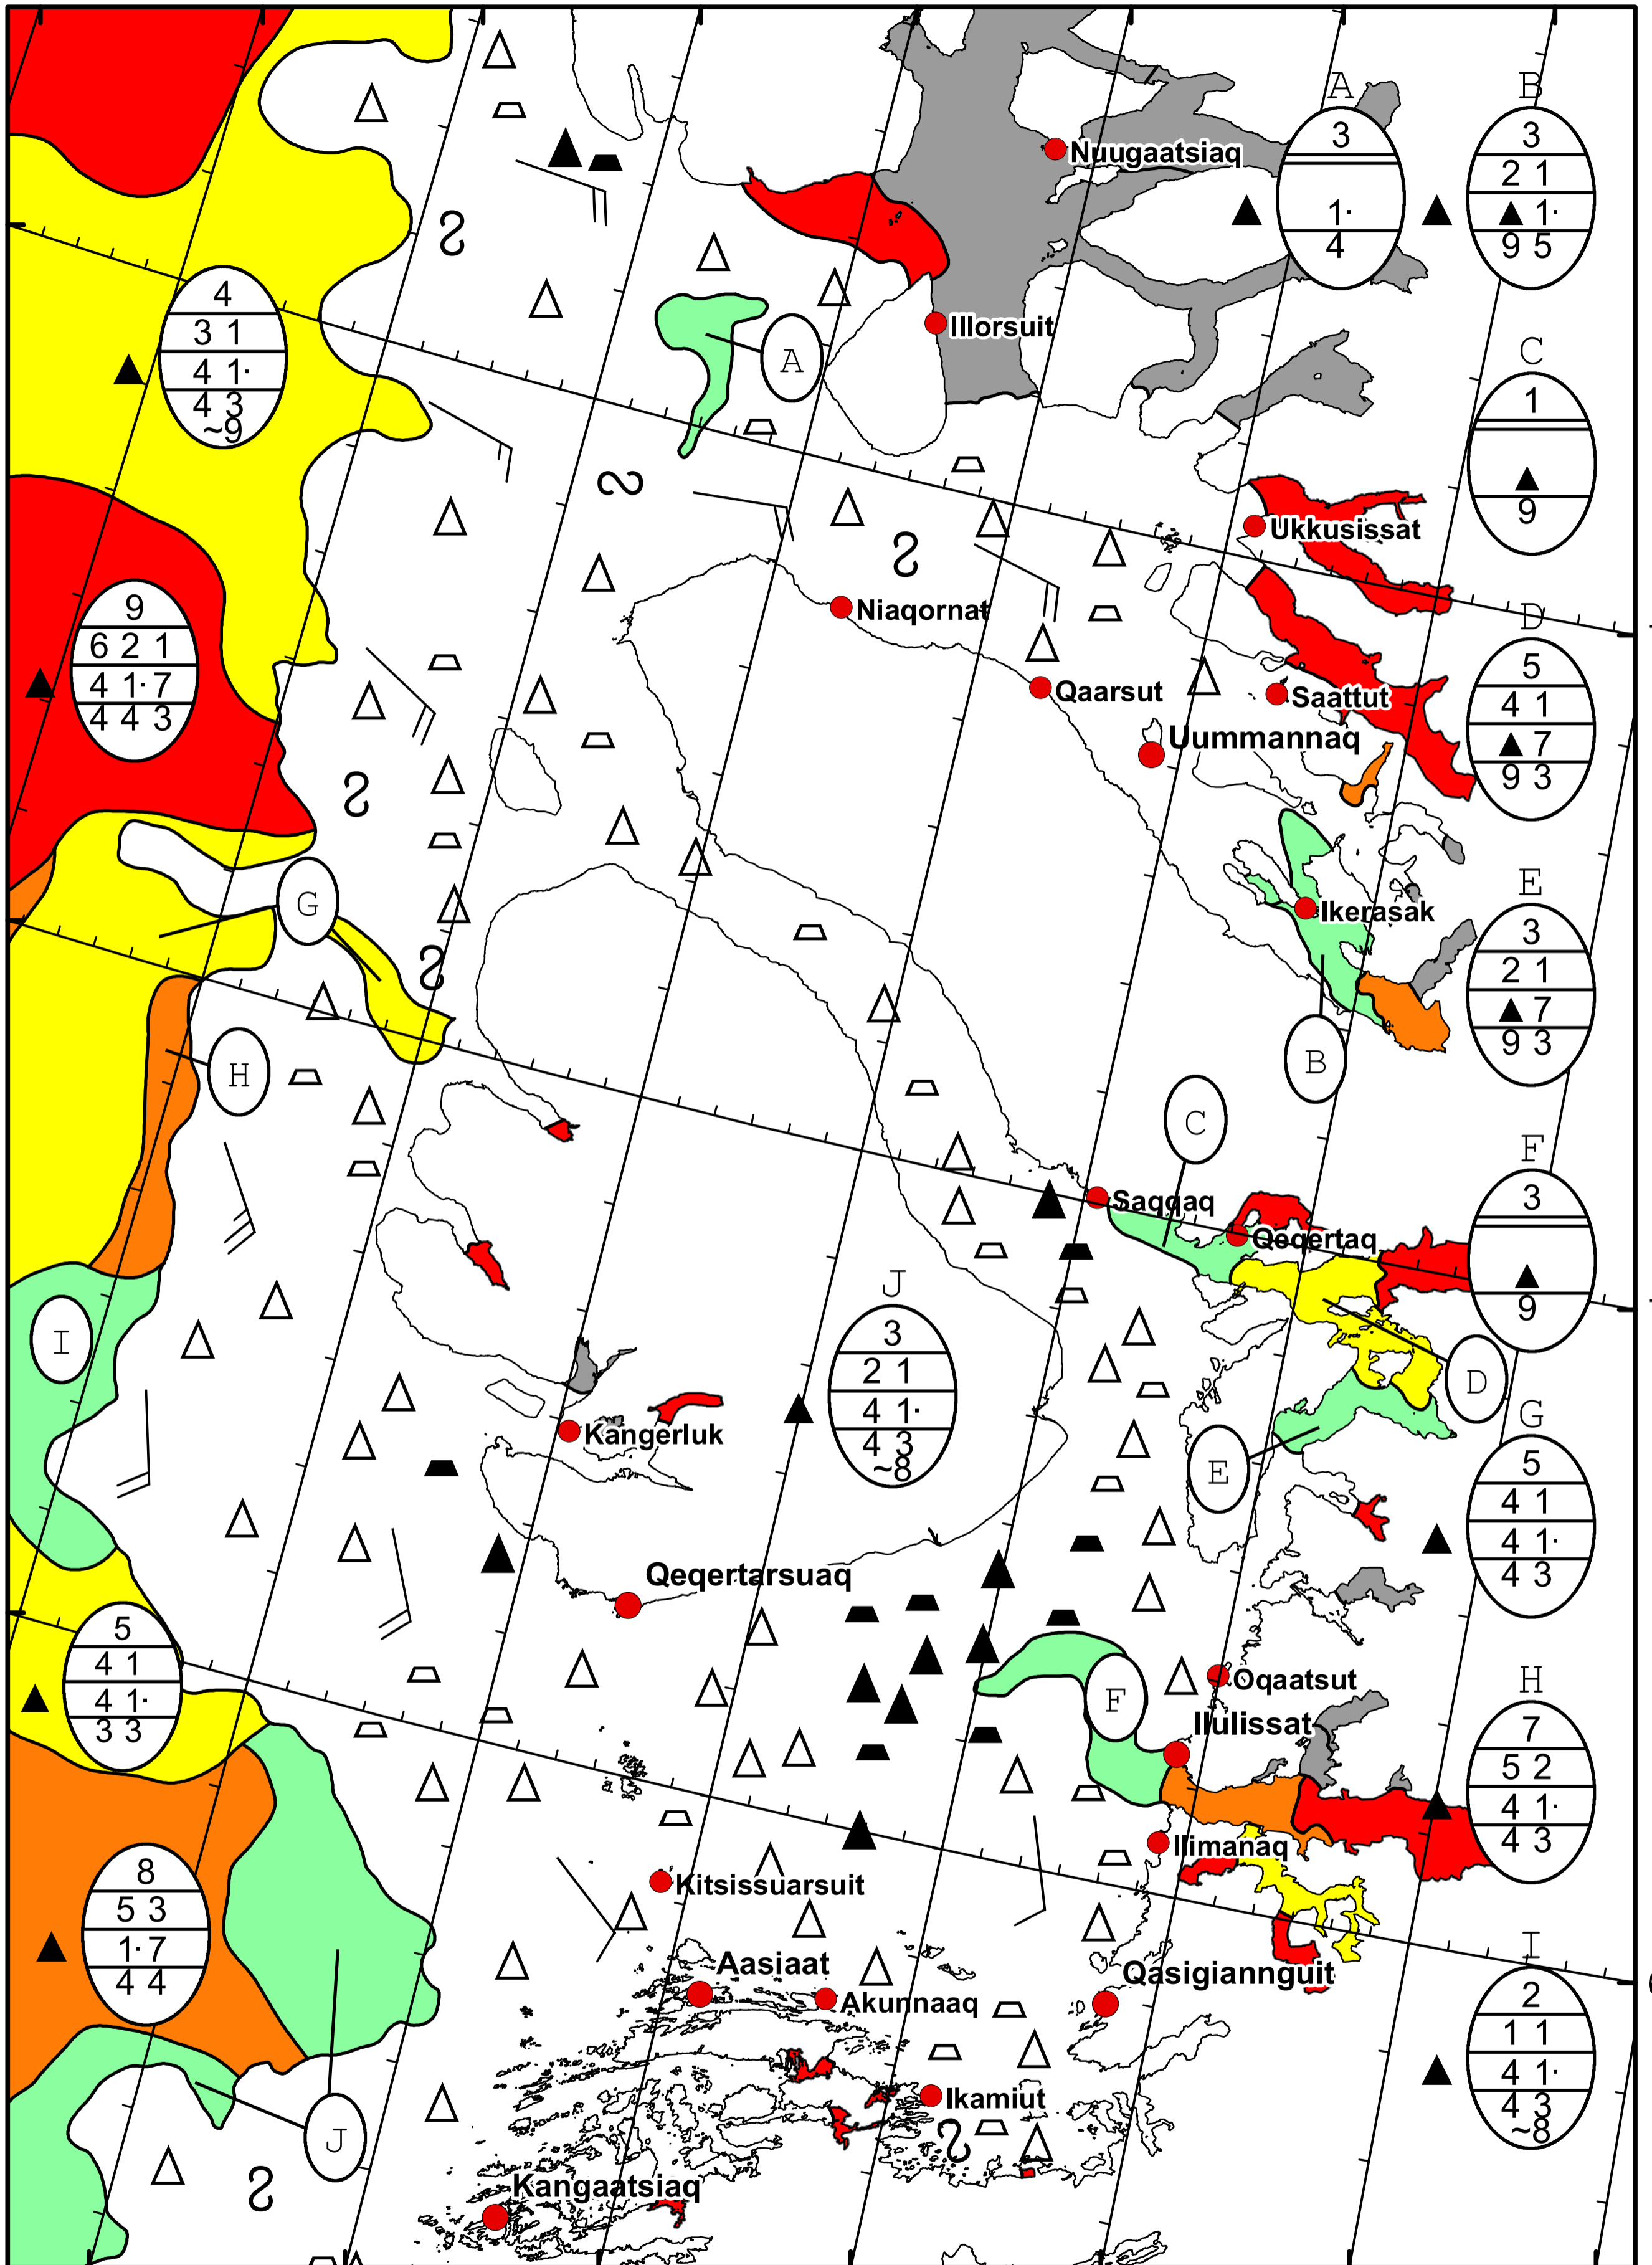 A
3
1·
4
B
3
2 1
▲ 1·
9 5
Nuugaatsiaq
4
3 1
4 1·
4 3
~9
Illorsuit
A
C
1
▲
9
Ukkusissat
Niaqornat
9
6 2 1
4 1· 7
4 4 3
D
5
4 1
▲ 7
9 3
Qaarsut
Saattut
Uummannaq
G
Ikerasak
E
3
2 1
▲ 7
9 3
H
B
C
Saqqaq
Qeqertaq
F
3
▲
9
I
J
3
2 1
4 1·
4 3
~8
D
Kangerluk
E
G
5
4 1
4 1·
4 3
Qeqertarsuaq
5
4 1
4 1·
3 3
F
Oqaatsut
Ilulissat
H
7
5 2
4 1·
4 3
Ilimanaq
8
5 3
1· 7
4 4
Kitsissuarsuit
Aasiaat
Akunnaaq
Qasigiannguit
I
2
1 1
4 1·
4 3
~8
Ikamiut
J
Kangaatsiaq